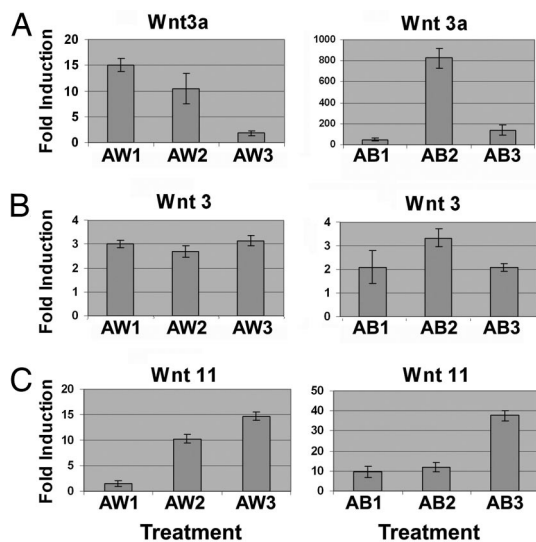 A
Wnt3a
Fold Induction
20
15
10
5
0
AW1 AW2 AW3
Wnt 3a
1000
800
600
400
200
0
AB1 AB2 AB3
B
Wnt 3
Fold Induction
4
3
2
1
0
AW1 AW2 AW3
Wnt 3
4
3
2
1
0
AB1 AB2 AB3
C
Wnt 11
Fold Induction
20
15
10
5
0
AW1 AW2 AW3
Treatment
Wnt 11
50
40
30
20
10
0
AB1 AB2 AB3
Treatment